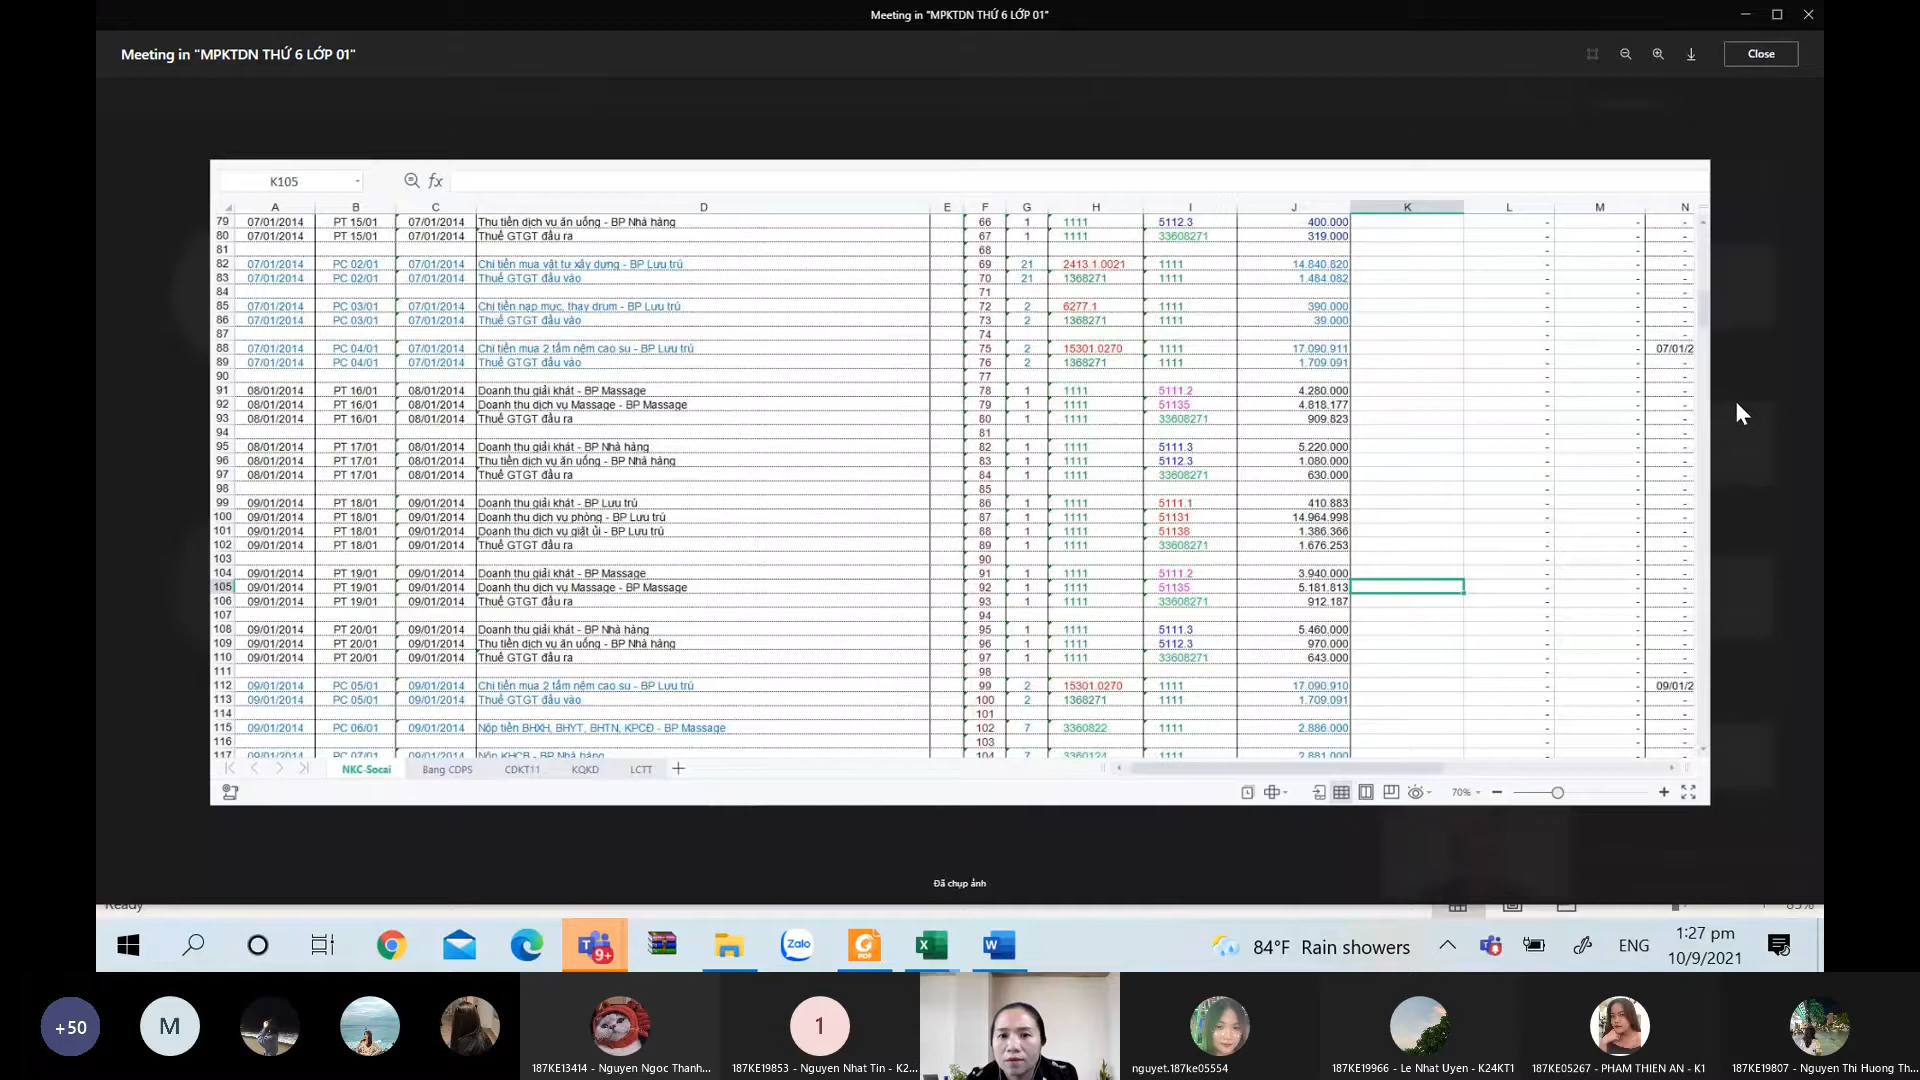 Meeting in "MPKTDN THỨ 6 LỚP 01"
Meeting in "MPKTDN THỨ 6 LỚP 01"
Close
K105
fx
A B C D E F G H I J K L M N
79 07/01/2014 PT 15/01 07/01/2014 Thu tiền dịch vụ ăn uống - BP Nhà hàng 66 1 1111 5112.3 400.000 - - -
80 07/01/2014 PT 15/01 07/01/2014 Thuế GTGT đầu ra 67 1 1111 33608271 319.000 - - -
81 68 - - -
82 07/01/2014 PC 02/01 07/01/2014 Chi tiền mua vật tư xây dựng - BP Lưu trú 69 21 2413.1.0021 1111 14.840.820 - - -
83 07/01/2014 PC 02/01 07/01/2014 Thuế GTGT đầu vào 70 21 1368271 1111 1.484.082 - - -
84 71 - - -
85 07/01/2014 PC 03/01 07/01/2014 Chi tiền nạp mực, thay drum - BP Lưu trú 72 2 6277.1 1111 390.000 - - -
86 07/01/2014 PC 03/01 07/01/2014 Thuế GTGT đầu vào 73 2 1368271 1111 39.000 - - -
87 74 - - -
88 07/01/2014 PC 04/01 07/01/2014 Chi tiền mua 2 tấm nệm cao su - BP Lưu trú 75 2 15301.0270 1111 17.090.911 - - 07/01/2
89 07/01/2014 PC 04/01 07/01/2014 Thuế GTGT đầu vào 76 2 1368271 1111 1.709.091 - - -
90 77 - - -
91 08/01/2014 PT 16/01 08/01/2014 Doanh thu giải khát - BP Massage 78 1 1111 5111.2 4.280.000 - - -
92 08/01/2014 PT 16/01 08/01/2014 Doanh thu dịch vụ Massage - BP Massage 79 1 1111 51135 4.818.177 - - -
93 08/01/2014 PT 16/01 08/01/2014 Thuế GTGT đầu ra 80 1 1111 33608271 909.823 - - -
94 81 - - -
95 08/01/2014 PT 17/01 08/01/2014 Doanh thu giải khát - BP Nhà hàng 82 1 1111 5111.3 5.220.000 - - -
96 08/01/2014 PT 17/01 08/01/2014 Thu tiền dịch vụ ăn uống - BP Nhà hàng 83 1 1111 5112.3 1.080.000 - - -
97 08/01/2014 PT 17/01 08/01/2014 Thuế GTGT đầu ra 84 1 1111 33608271 630.000 - - -
98 85 - - -
99 09/01/2014 PT 18/01 09/01/2014 Doanh thu giải khát - BP Lưu trú 86 1 1111 5111.1 410.883 - - -
100 09/01/2014 PT 18/01 09/01/2014 Doanh thu dịch vụ phòng - BP Lưu trú 87 1 1111 51131 14.964.998 - - -
101 09/01/2014 PT 18/01 09/01/2014 Doanh thu dịch vụ giặt ủi - BP Lưu trú 88 1 1111 51138 1.386.366 - - -
102 09/01/2014 PT 18/01 09/01/2014 Thuế GTGT đầu ra 89 1 1111 33608271 1.676.253 - - -
103 90 - - -
104 09/01/2014 PT 19/01 09/01/2014 Doanh thu giải khát - BP Massage 91 1 1111 5111.2 3.940.000 - - -
105 09/01/2014 PT 19/01 09/01/2014 Doanh thu dịch vụ Massage - BP Massage 92 1 1111 51135 5.181.813 - - -
106 09/01/2014 PT 19/01 09/01/2014 Thuế GTGT đầu ra 93 1 1111 33608271 912.187 - - -
107 94 - - -
108 09/01/2014 PT 20/01 09/01/2014 Doanh thu giải khát - BP Nhà hàng 95 1 1111 5111.3 5.460.000 - - -
109 09/01/2014 PT 20/01 09/01/2014 Thu tiền dịch vụ ăn uống - BP Nhà hàng 96 1 1111 5112.3 970.000 - - -
110 09/01/2014 PT 20/01 09/01/2014 Thuế GTGT đầu ra 97 1 1111 33608271 643.000 - - -
111 98 - - -
112 09/01/2014 PC 05/01 09/01/2014 Chi tiền mua 2 tấm nệm cao su - BP Lưu trú 99 2 15301.0270 1111 17.090.910 - - 09/01/2
113 09/01/2014 PC 05/01 09/01/2014 Thuế GTGT đầu vào 100 2 1368271 1111 1.709.091 - - -
114 101 - - -
115 09/01/2014 PC 06/01 09/01/2014 Nộp tiền BHXH, BHYT, BHTN, KPCĐ - BP Massage 102 7 3360822 1111 2.886.000 - - -
116 103 - - -
117 09/01/2014 PC 07/01 09/01/2014 Nộp KHCB - BP Nhà hàng 104 7 3360124 1111 2.881.000 - - -
NKC-Socai Bang CDPS CDKT11 KQKD LCTT +
70%
Đã chụp ảnh
Ready 85%
9+ Zalo PDF 84°F Rain showers ENG 1:27 pm
10/9/2021
+50 M 1
187KE13414 - Nguyen Ngoc Thanh... 187KE19853 - Nguyen Nhat Tin - K2... nguyet.187ke05554 187KE19966 - Le Nhat Uyen - K24KT1 187KE05267 - PHAM THIEN AN - K1 187KE19807 - Nguyen Thi Huong Th...